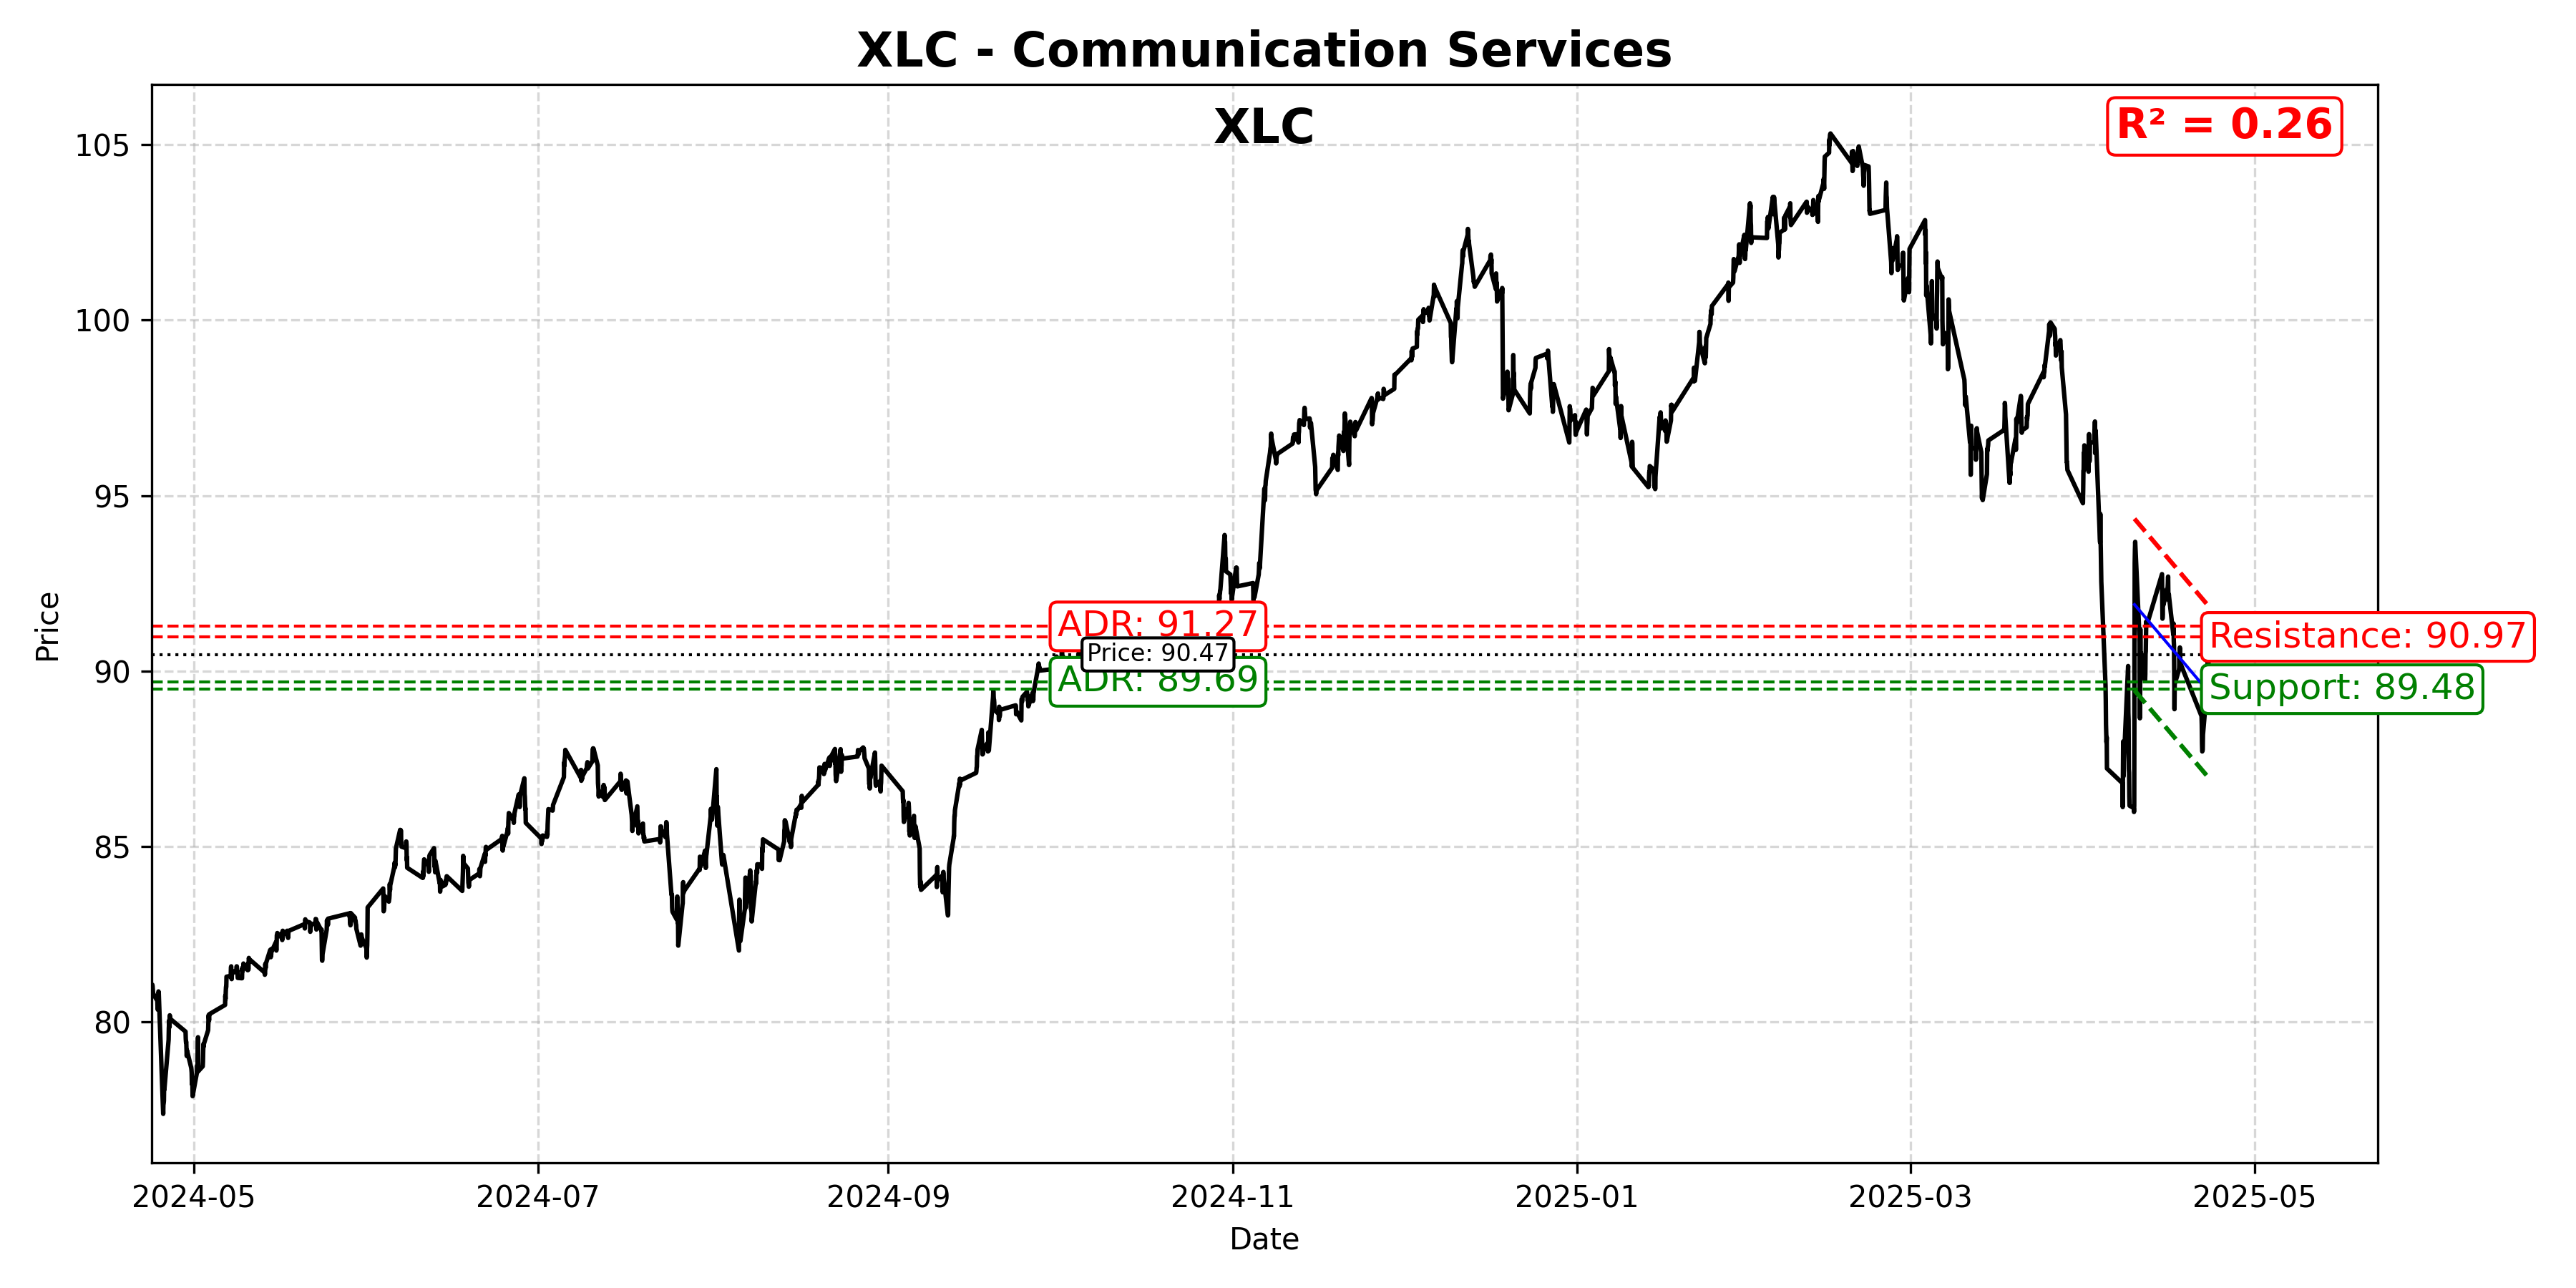 XLC - Communication Services
XLC
R² = 0.26
105
100
95
90
85
80
Price
ADR: 91.27
Price: 90.47
ADR: 89.69
Resistance: 90.97
Support: 89.48
2024-05
2024-07
2024-09
2024-11
2025-01
2025-03
2025-05
Date